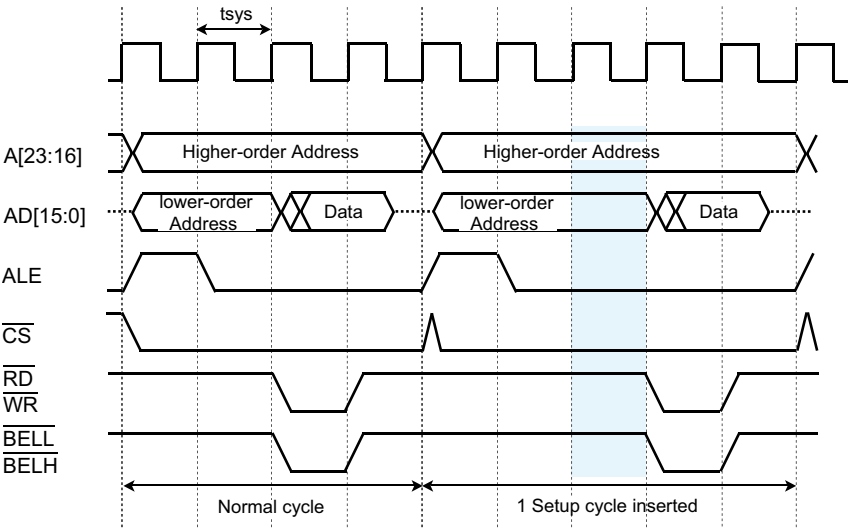 tsys
A[23:16]
Higher-order Address
Higher-order Address
AD[15:0]
lower-order
Address
Data
lower-order
Address
Data
ALE
CS
RD
WR
BELL
BELH
Normal cycle
1 Setup cycle inserted